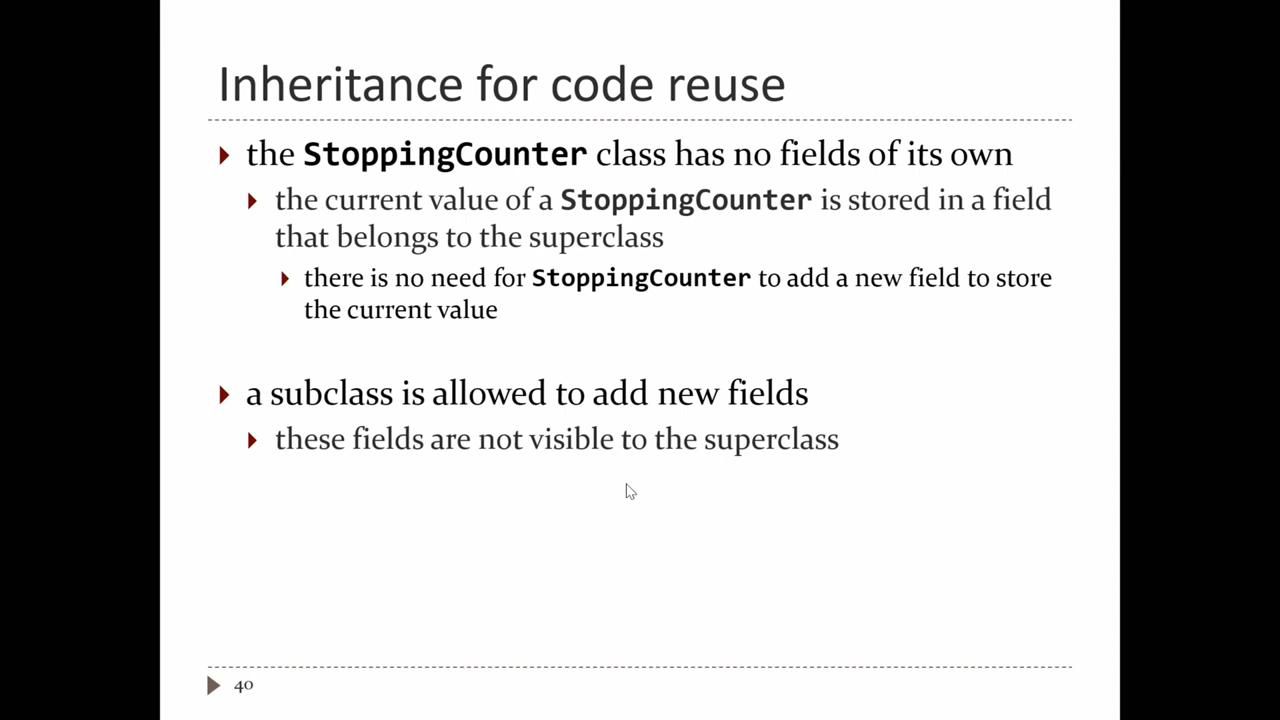 Inheritance for code reuse
the StoppingCounter class has no fields of its own
the current value of a StoppingCounter is stored in a field
that belongs to the superclass
there is no need for StoppingCounter to add a new field to store
the current value
a subclass is allowed to add new fields
these fields are not visible to the superclass
40